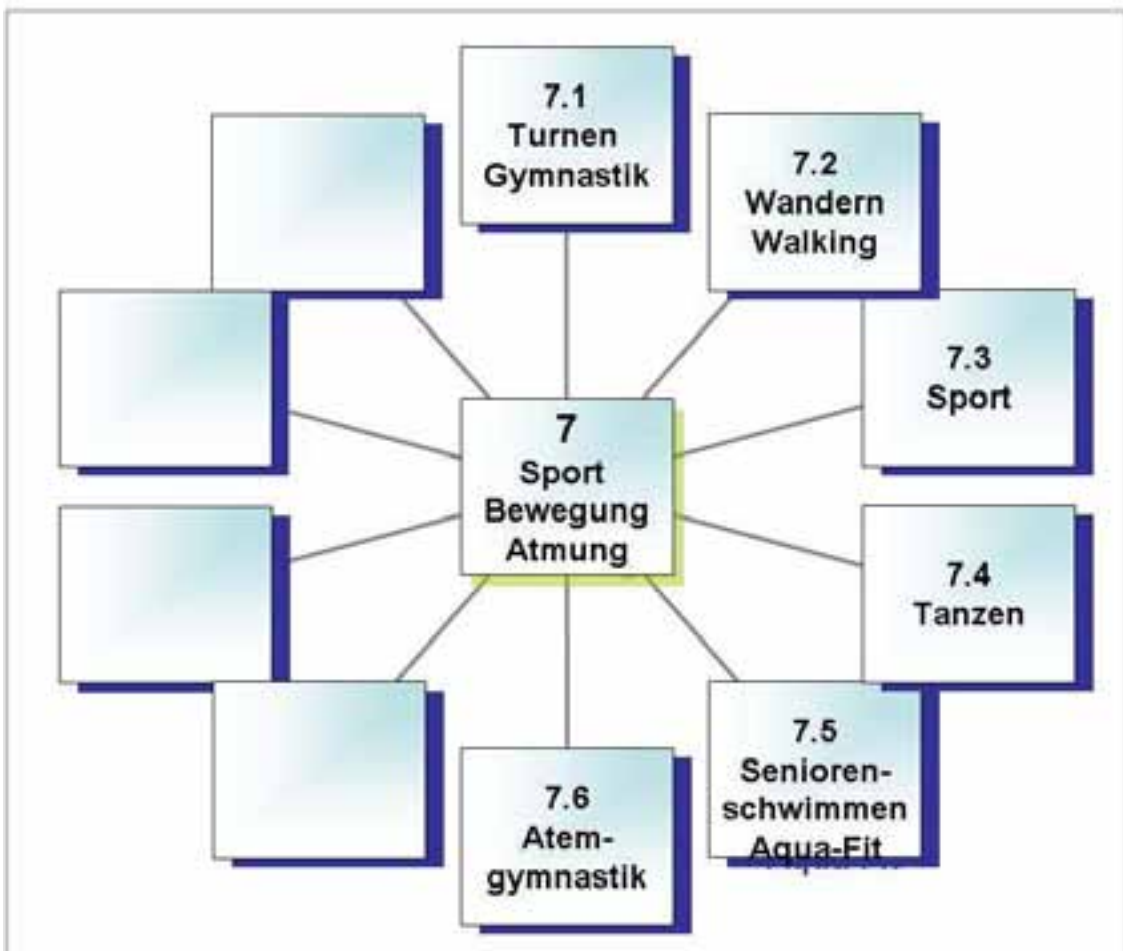 7.1
Turnen
Gymnastik
7.2
Wandern
Walking
7.3
Sport
7
Sport
Bewegung
Atmung
7.4
Tanzen
7.5
Senioren-
schwimmen
Aqua-Fit
7.6
Atem-
gymnastik